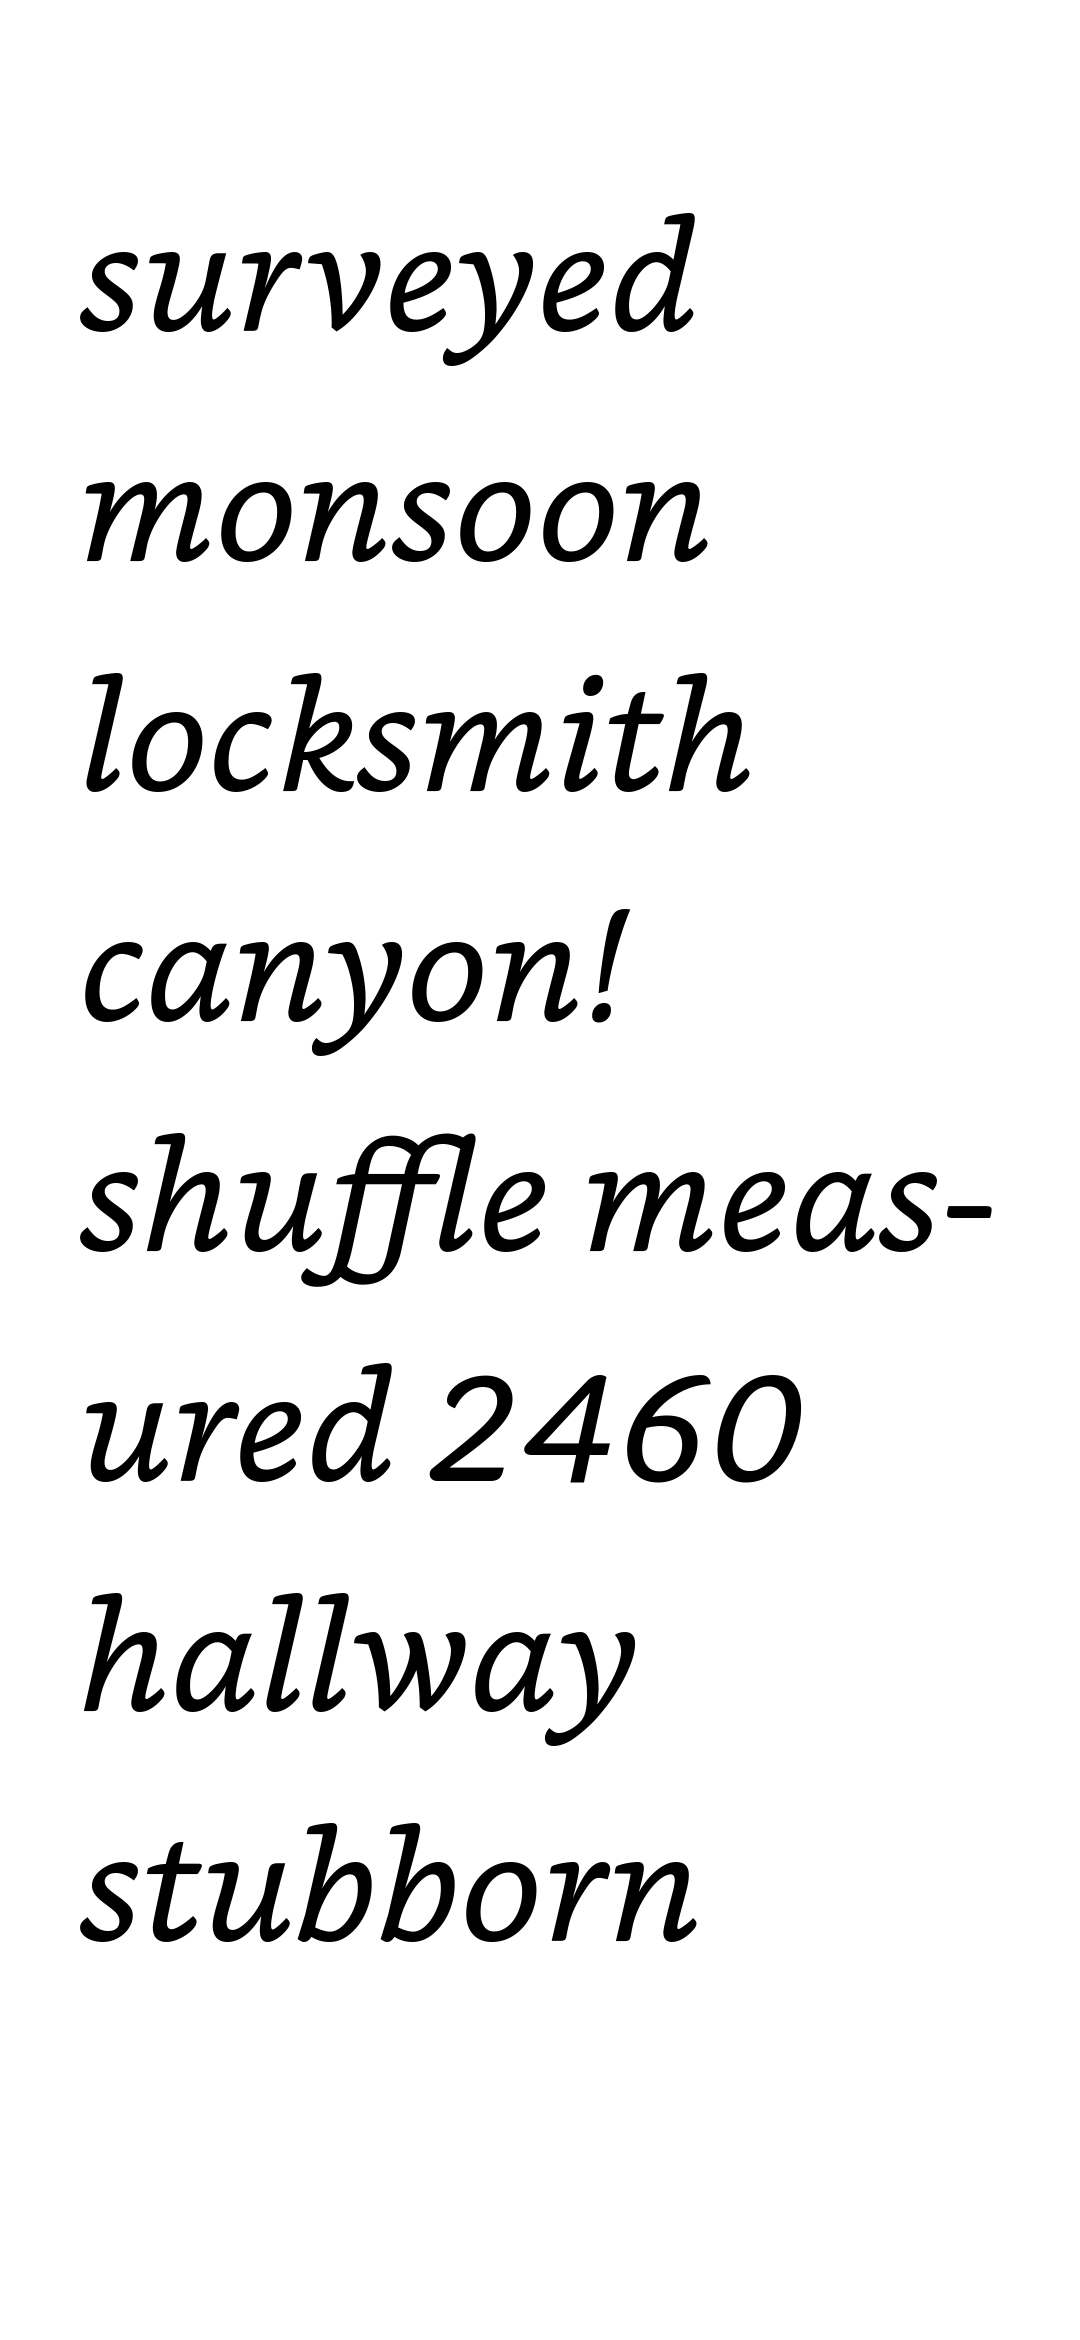 surveyed
monsoon
locksmith
canyon!
shuffle meas-
ured 2460
hallway
stubborn